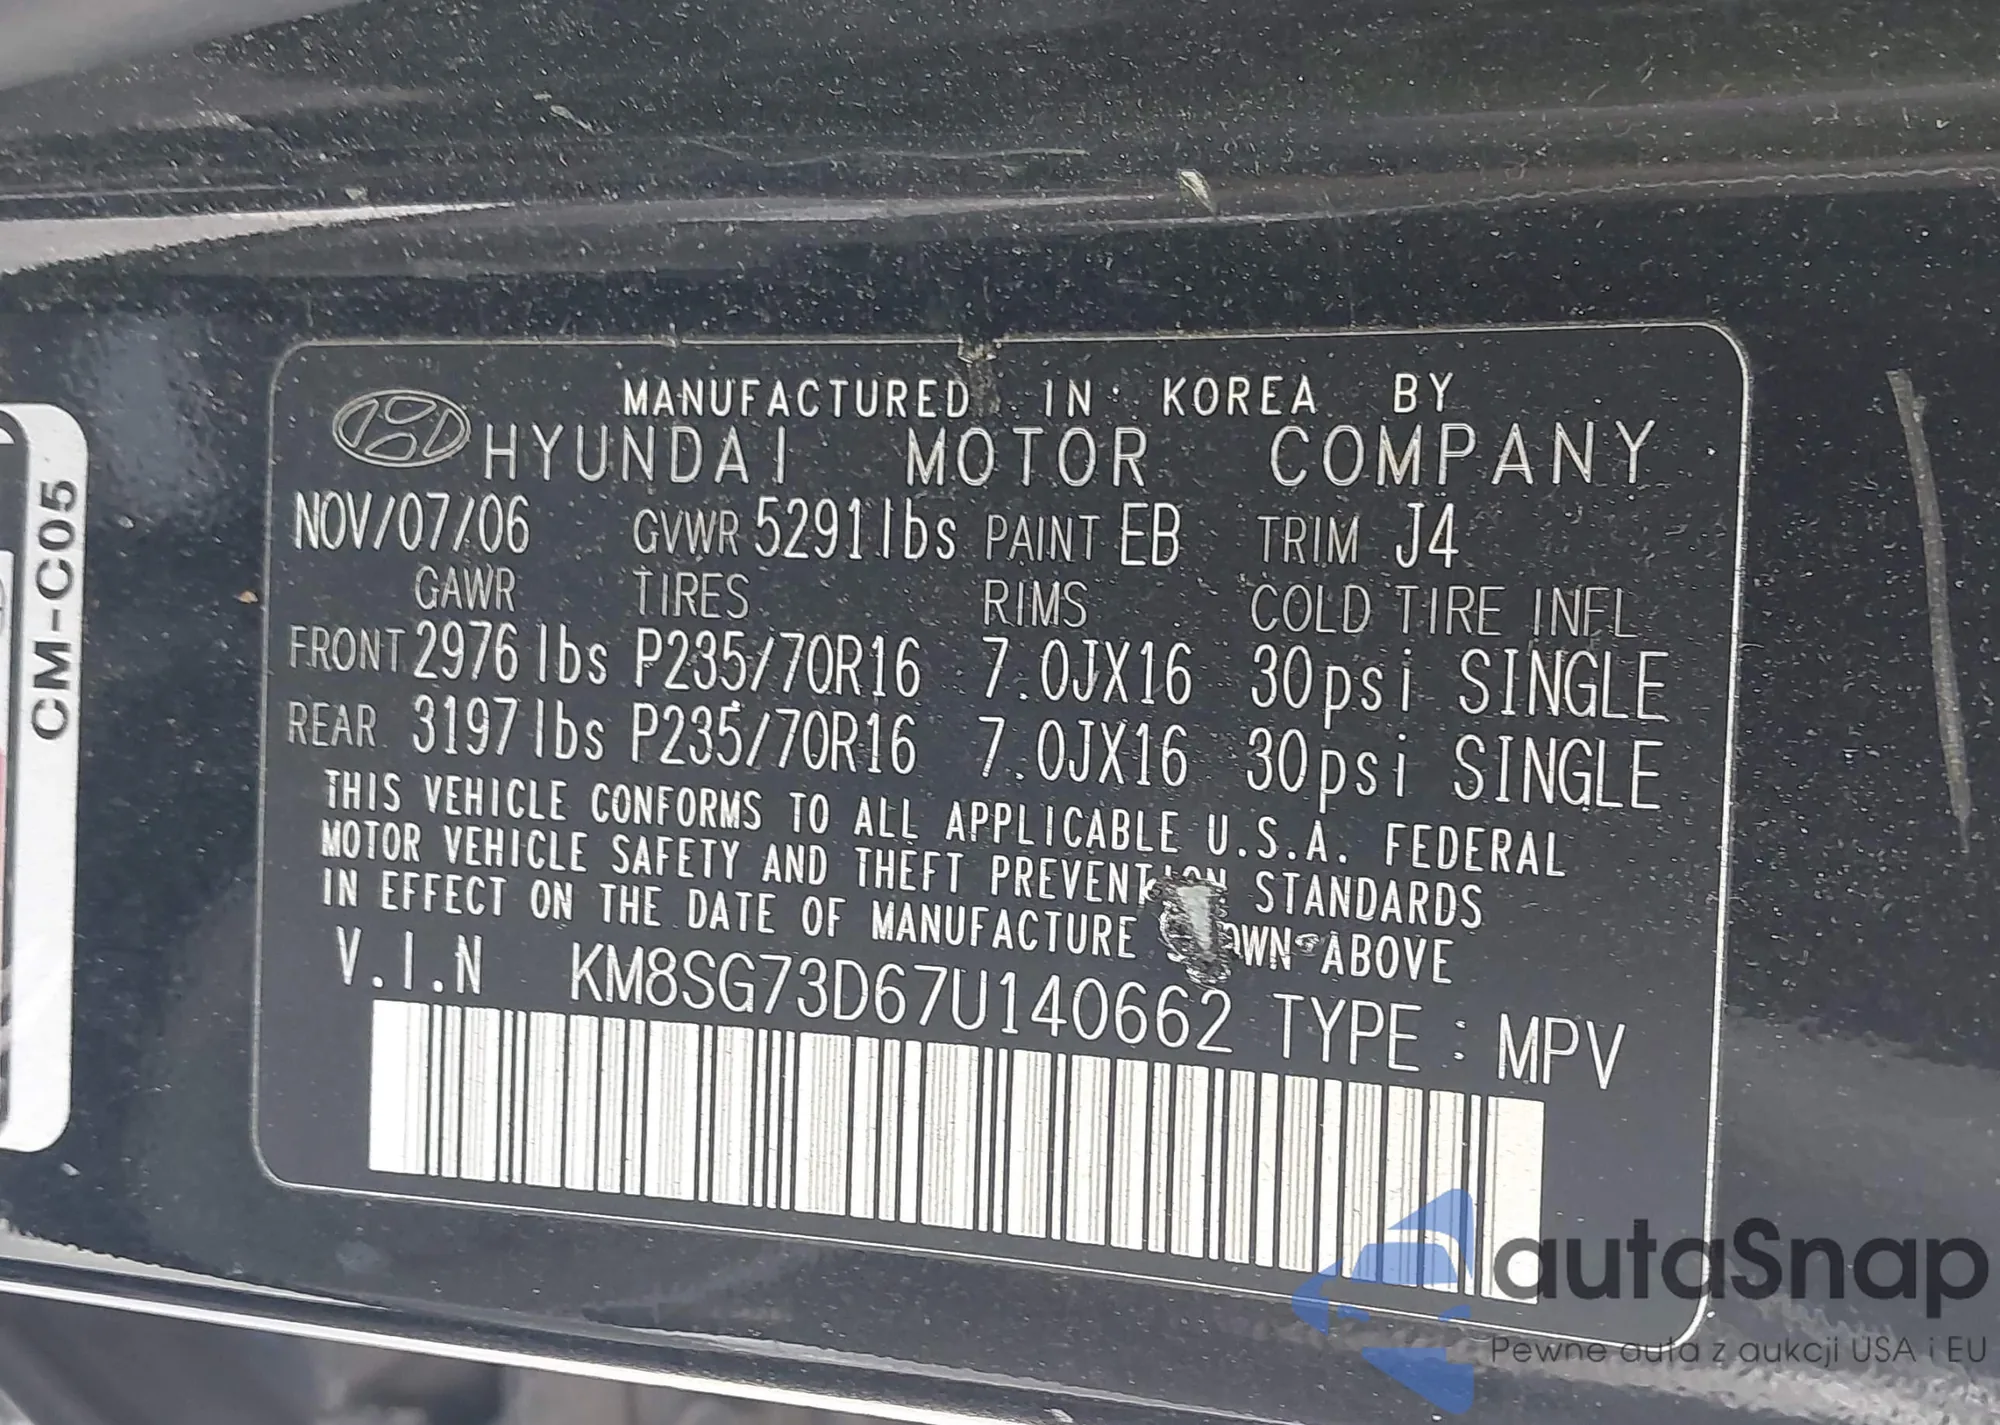 MANUFACTURED IN KOREA BY
HYUNDAI MOTOR COMPANY
NOV/07/06 GVWR 5291lbs PAINT EB TRIM J4
GAWR TIRES RIMS COLD TIRE INFL
FRONT 2976lbs P235/70R16 7.0JX16 30psi SINGLE
REAR 3197lbs P235/70R16 7.0JX16 30psi SINGLE
THIS VEHICLE CONFORMS TO ALL APPLICABLE U.S.A. FEDERAL
MOTOR VEHICLE SAFETY AND THEFT PREVENTION STANDARDS
IN EFFECT ON THE DATE OF MANUFACTURE ABOVE
V.I.N KM8SG73D67U140662 TYPE : MPV
CM-C05
autaSnap
Pewne auta z aukcji USA i EU